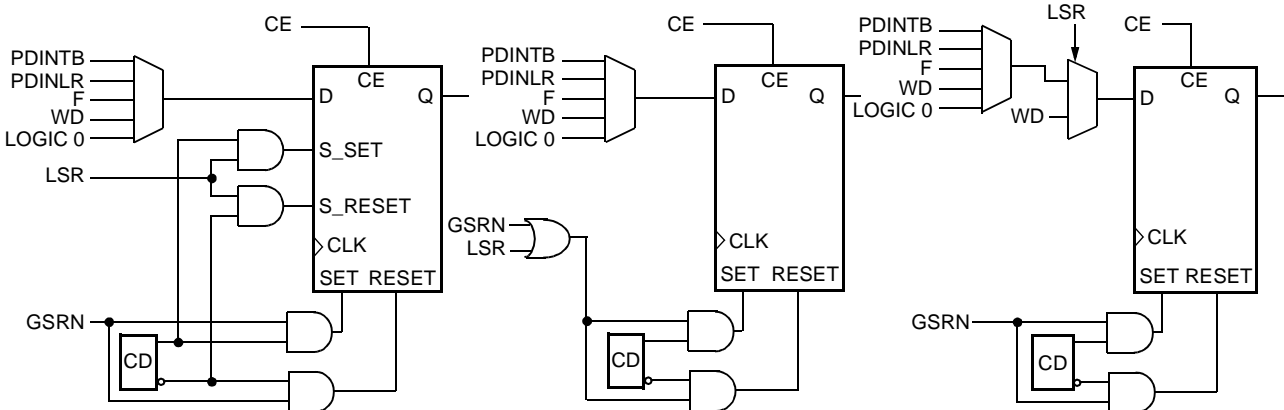 CE
PDINTB
PDINLR
F
WD
LOGIC 0
CE
D
Q
S_SET
LSR
S_RESET
CLK
SET RESET
GSRN
CD
CE
PDINTB
PDINLR
F
WD
LOGIC 0
CE
D
Q
GSRN
LSR
CLK
SET RESET
CD
LSR
CE
PDINTB
PDINLR
F
WD
LOGIC 0
WD
CE
D
Q
CLK
SET RESET
GSRN
CD